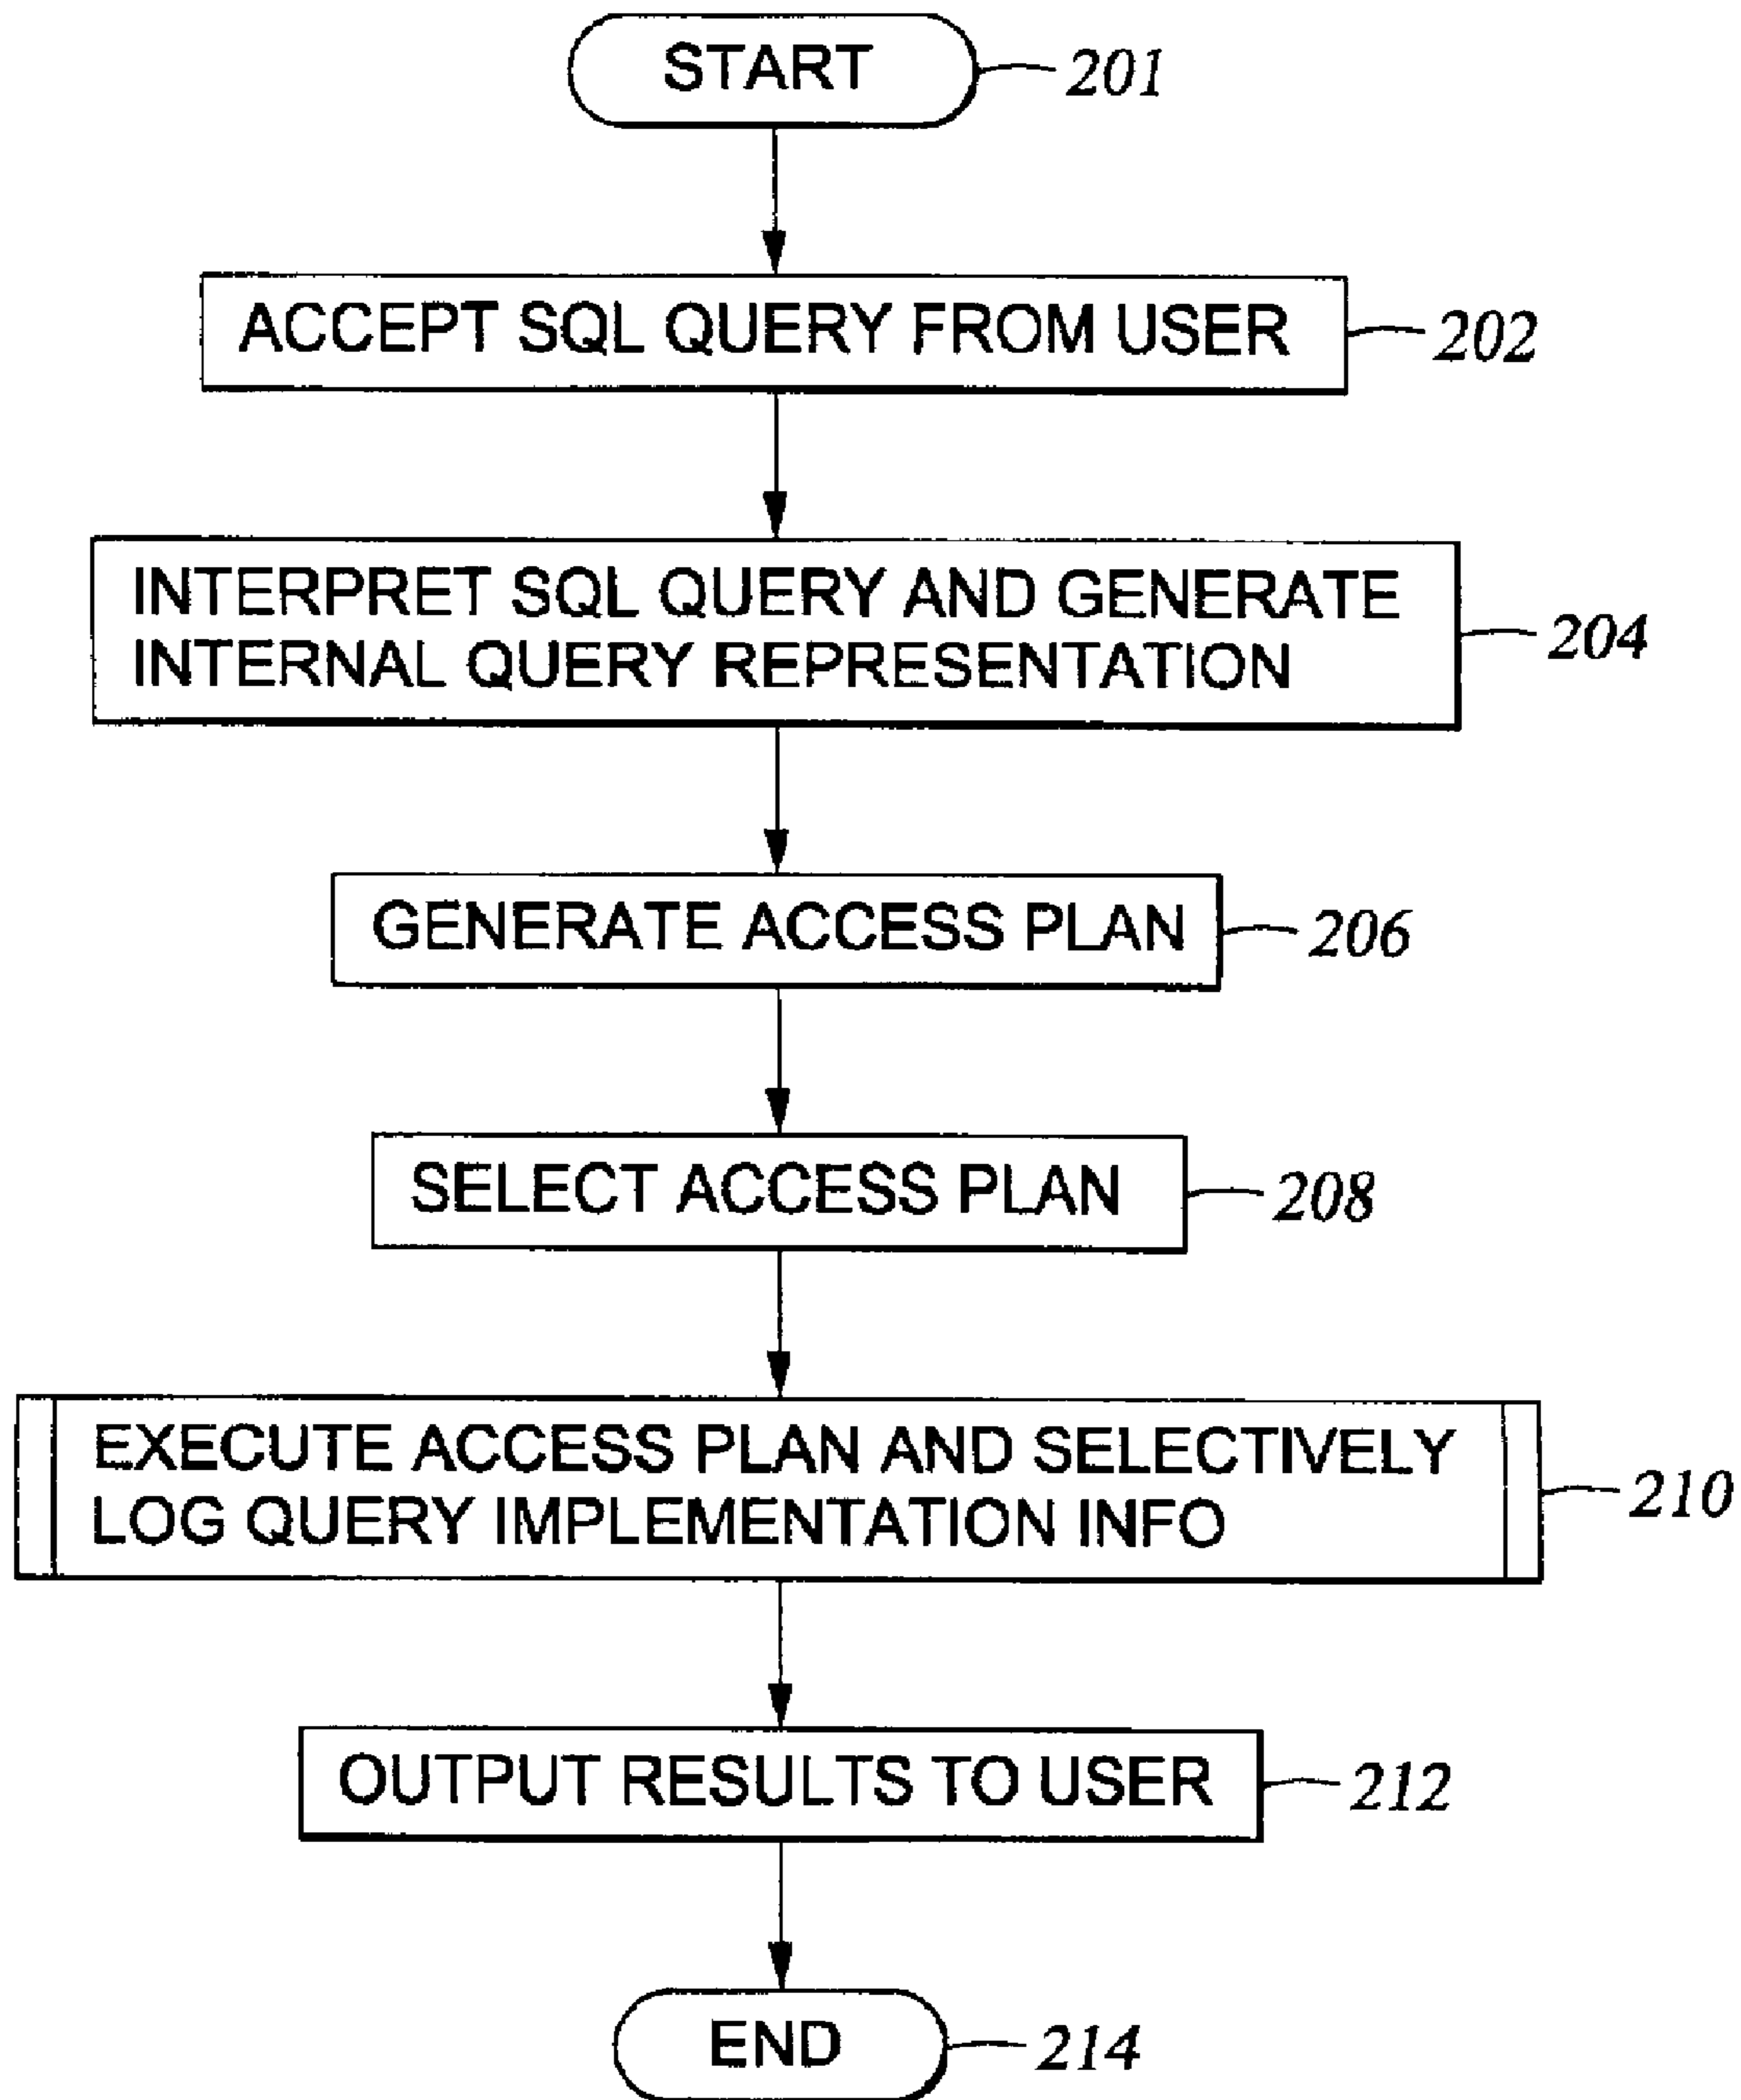 START
201
ACCEPT SQL QUERY FROM USER
202
INTERPRET SQL QUERY AND GENERATE
INTERNAL QUERY REPRESENTATION
204
GENERATE ACCESS PLAN
206
SELECT ACCESS PLAN
208
EXECUTE ACCESS PLAN AND SELECTIVELY
LOG QUERY IMPLEMENTATION INFO
210
OUTPUT RESULTS TO USER
212
END
214